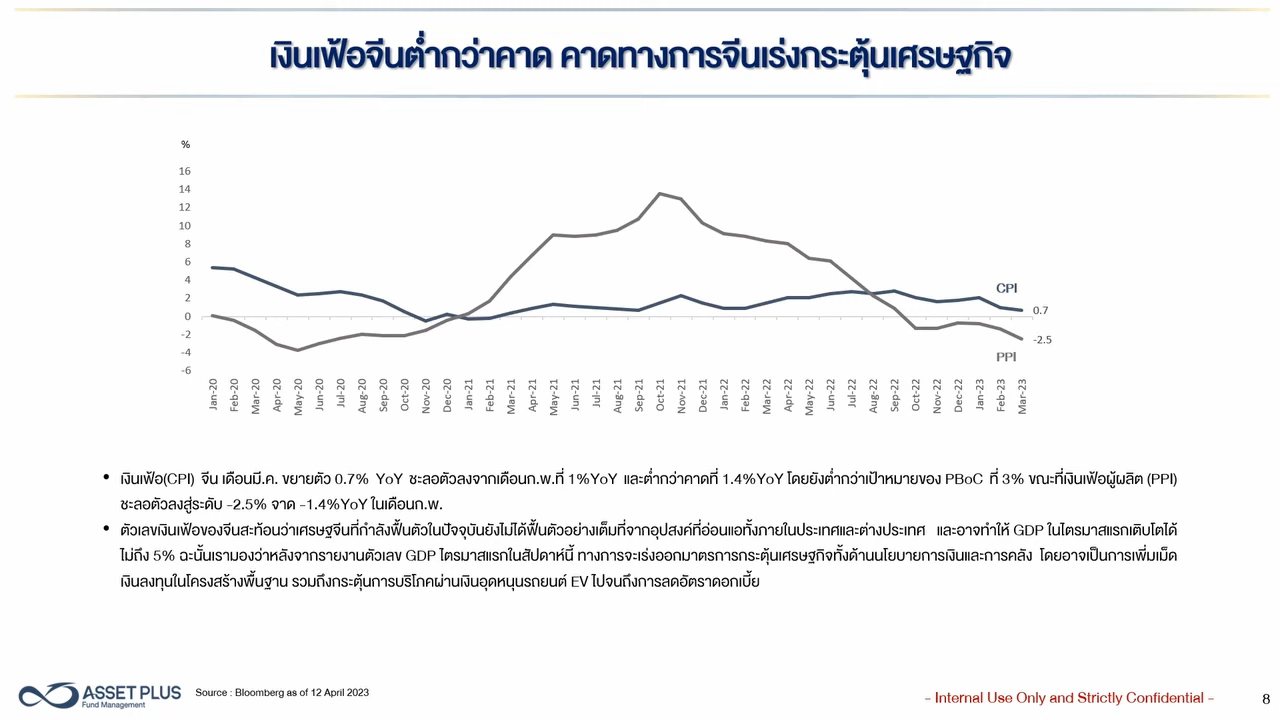 เงินเฟ้อจีนต่ำกว่าคาด คาดทางการจีนเร่งกระตุ้นเศรษฐกิจ
%
16
14
12
10
8
6
4
2
0
-2
-4
-6
CPI
0.7
-2.5
PPI
Jan-20 Feb-20 Mar-20 Apr-20 May-20 Jun-20 Jul-20 Aug-20 Sep-20 Oct-20 Nov-20 Dec-20 Jan-21 Feb-21 Mar-21 Apr-21 May-21 Jun-21 Jul-21 Aug-21 Sep-21 Oct-21 Nov-21 Dec-21 Jan-22 Feb-22 Mar-22 Apr-22 May-22 Jun-22 Jul-22 Aug-22 Sep-22 Oct-22 Nov-22 Dec-22 Jan-23 Feb-23 Mar-23
• เงินเฟ้อ(CPI) จีน เดือนมี.ค. ขยายตัว 0.7% YoY ชะลอตัวลงจากเดือนก.พ.ที่ 1%YoY และต่ำกว่าคาดที่ 1.4%YoY โดยยังต่ำกว่าเป้าหมายของ PBoC ที่ 3% ขณะที่เงินเฟ้อผู้ผลิต (PPI)
ชะลอตัวลงสู่ระดับ -2.5% จาด -1.4%YoY ในเดือนก.พ.
• ตัวเลขเงินเฟ้อของจีนสะท้อนว่าเศรษฐจีนที่กำลังฟื้นตัวในปัจจุบันยังไม่ได้ฟื้นตัวอย่างเต็มที่จากอุปสงค์ที่อ่อนแอทั้งภายในประเทศและต่างประเทศ และอาจทำให้ GDP ในไตรมาสแรกเติบโตได้
ไม่ถึง 5% ฉะนั้นเรามองว่าหลังจากรายงานตัวเลข GDP ไตรมาสแรกในสัปดาห์นี้ ทางการจะเร่งออกมาตรการกระตุ้นเศรษฐกิจทั้งด้านนโยบายการเงินและการคลัง โดยอาจเป็นการเพิ่มเม็ด
เงินลงทุนในโครงสร้างพื้นฐาน รวมถึงกระตุ้นการบริโภคผ่านเงินอุดหนุนรถยนต์ EV ไปจนถึงการลดอัตราดอกเบี้ย
ASSET PLUS
Fund Management
Source : Bloomberg as of 12 April 2023
- Internal Use Only and Strictly Confidential -
8